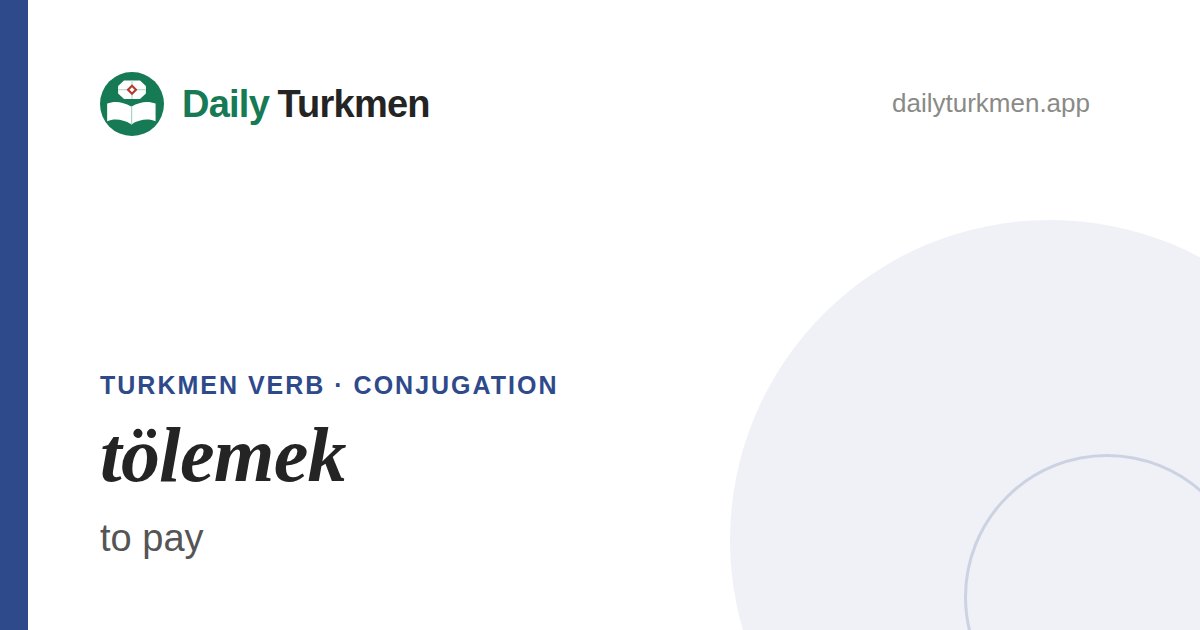 Daily Turkmen
dailyturkmen.app
TURKMEN VERB · CONJUGATION
tölemek
to pay